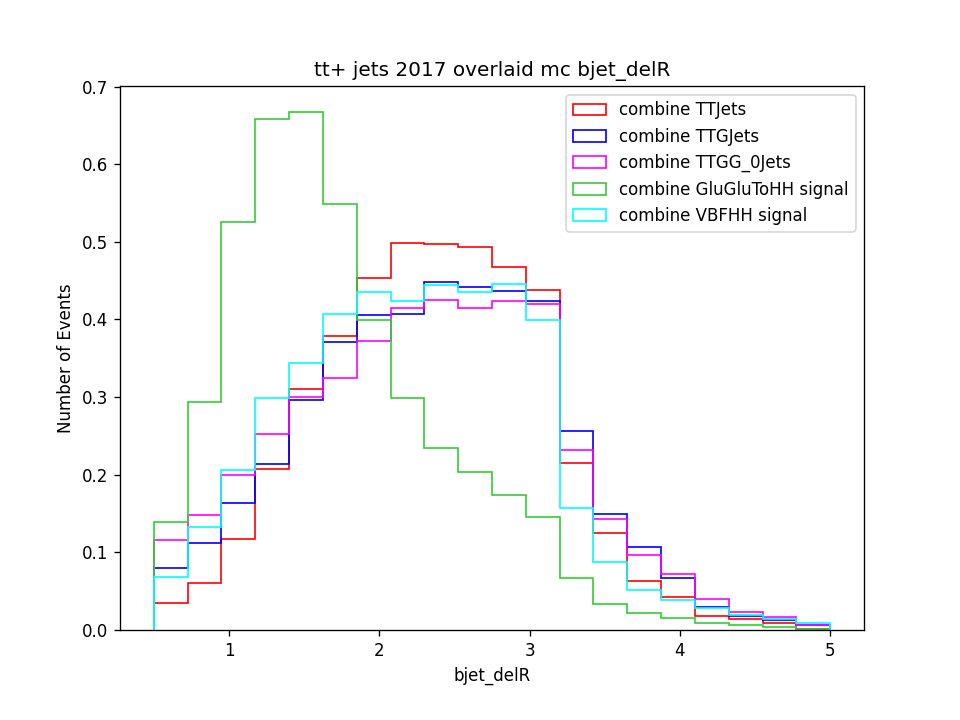 tt+ jets 2017 overlaid mc bjet_delR
combine TTJets
combine TTGJets
combine TTGG_0Jets
combine GluGluToHH signal
combine VBFHH signal
Number of Events
0.7
0.6
0.5
0.4
0.3
0.2
0.1
0.0
1 2 3 4 5
bjet_delR